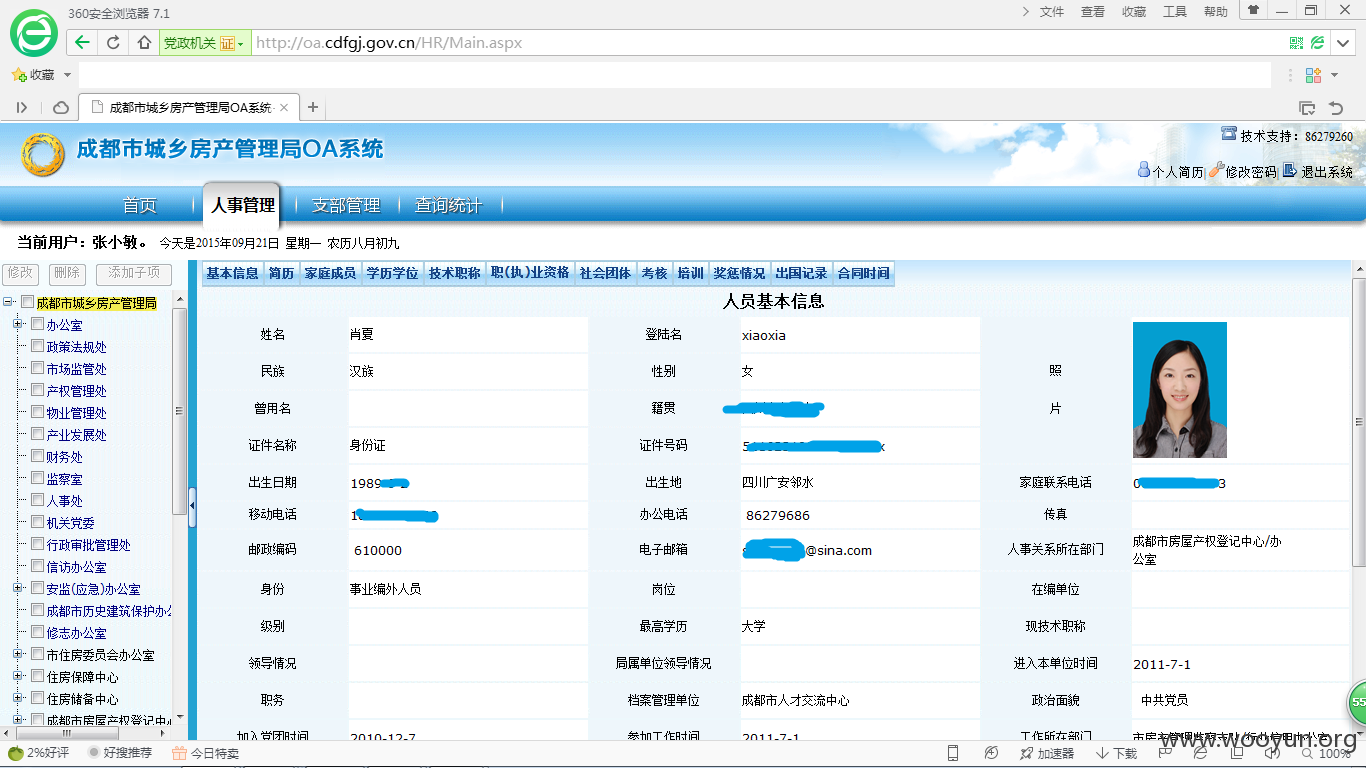 360安全浏览器 7.1
文件 查看 收藏 工具 帮助
党政机关 证 http://oa.cdfgj.gov.cn/HR/Main.aspx
收藏
成都市城乡房产管理局OA系统
成都市城乡房产管理局OA系统
技术支持：86279260
个人简历| 修改密码| 退出系统
首页 人事管理 支部管理 查询统计
当前用户：张小敏。 今天是2015年09月21日 星期一 农历八月初九
修改 删除 添加子项
基本信息 简历 家庭成员 学历学位 技术职称 职(执)业资格 社会团体 考核 培训 奖惩情况 出国记录 合同时间
成都市城乡房产管理局
办公室
政策法规处
市场监管处
产权管理处
物业管理处
产业发展处
财务处
监察室
人事处
机关党委
行政审批管理处
信访办公室
安监(应急)办公室
成都市历史建筑保护办公
修志办公室
市住房委员会办公室
住房保障中心
住房储备中心
成都市房屋产权登记中心
人员基本信息
姓名 肖夏 登陆名 xiaoxia
民族 汉族 性别 女 照
曾用名 籍贯 片
证件名称 身份证 证件号码
出生日期 1989 出生地 四川广安邻水 家庭联系电话 0 3
移动电话 1 办公电话 86279686 传真
邮政编码 610000 电子邮箱 @sina.com 人事关系所在部门 成都市房屋产权登记中心/办
公室
身份 事业编外人员 岗位 在编单位
级别 最高学历 大学 现技术职称
领导情况 局属单位领导情况 进入本单位时间 2011-7-1
职务 档案管理单位 成都市人才交流中心 政治面貌 中共党员
加入党团时间 2010-12-7 参加工作时间 2011-7-1 工作所在部门
55
www.wooyun.org
2%好评 好搜推荐 今日特卖 加速器 下载 100%